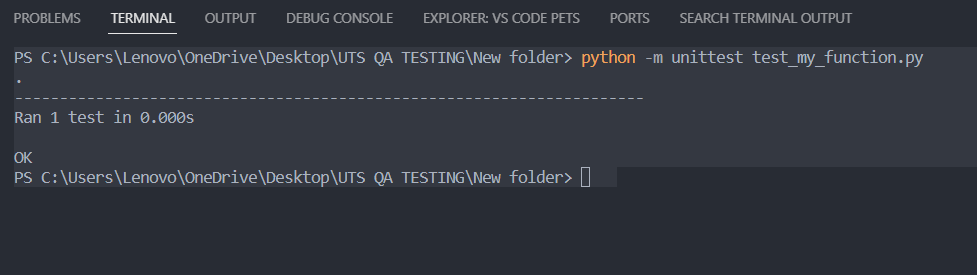 PROBLEMS TERMINAL OUTPUT DEBUG CONSOLE EXPLORER: VS CODE PETS PORTS SEARCH TERMINAL OUTPUT
PS C:\Users\Lenovo\OneDrive\Desktop\UTS QA TESTING\New folder> python -m unittest test_my_function.py
.
----------------------------------------------------------------------
Ran 1 test in 0.000s
OK
PS C:\Users\Lenovo\OneDrive\Desktop\UTS QA TESTING\New folder>